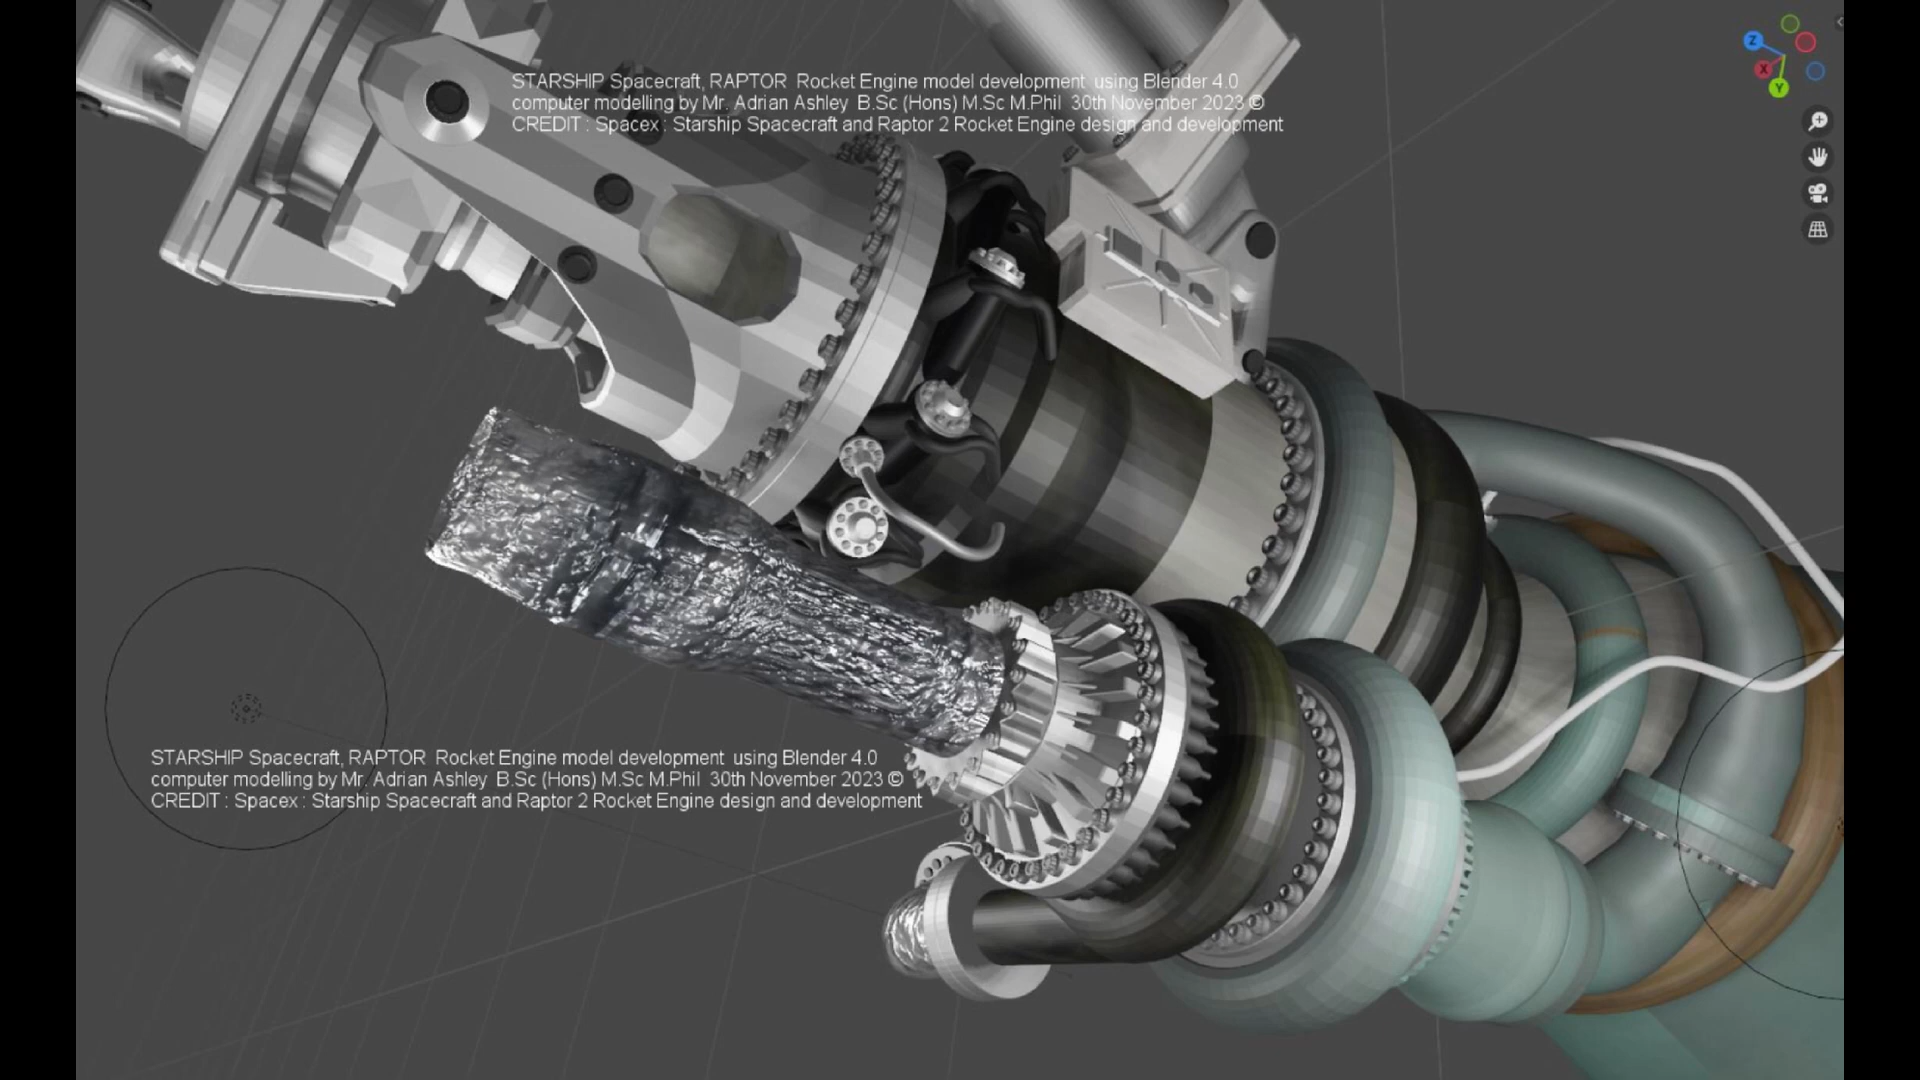 STARSHIP Spacecraft, RAPTOR Rocket Engine model development using Blender 4.0
computer modelling by Mr. Adrian Ashley B.Sc (Hons) M.Sc M.Phil 30th November 2023 ©
CREDIT : Spacex : Starship Spacecraft and Raptor 2 Rocket Engine design and development
Z
X
Y
STARSHIP Spacecraft, RAPTOR Rocket Engine model development using Blender 4.0
computer modelling by Mr. Adrian Ashley B.Sc (Hons) M.Sc M.Phil 30th November 2023 ©
CREDIT : Spacex : Starship Spacecraft and Raptor 2 Rocket Engine design and development